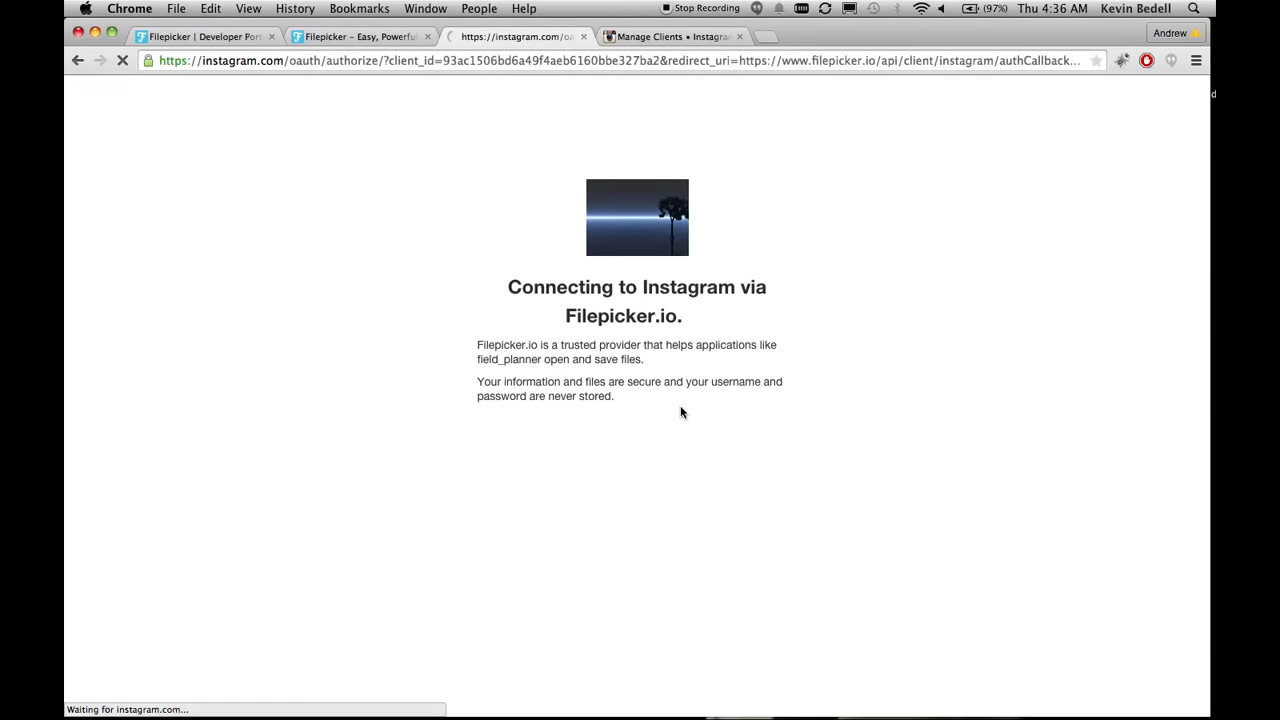 Chrome File Edit View History Bookmarks Window People Help Stop Recording (97%) Thu 4:36 AM Kevin Bedell
Filepicker | Developer Por Filepicker – Easy, Powerfu https://instagram.com/oa Manage Clients • Instagra Andrew
https://instagram.com/oauth/authorize/?client_id=93ac1506bd6a49f4aeb6160bbe327ba2&redirect_uri=https://www.filepicker.io/api/client/instagram/authCallback...
d
Connecting to Instagram via
Filepicker.io.
Filepicker.io is a trusted provider that helps applications like
field_planner open and save files.
Your information and files are secure and your username and
password are never stored.
Waiting for instagram.com...